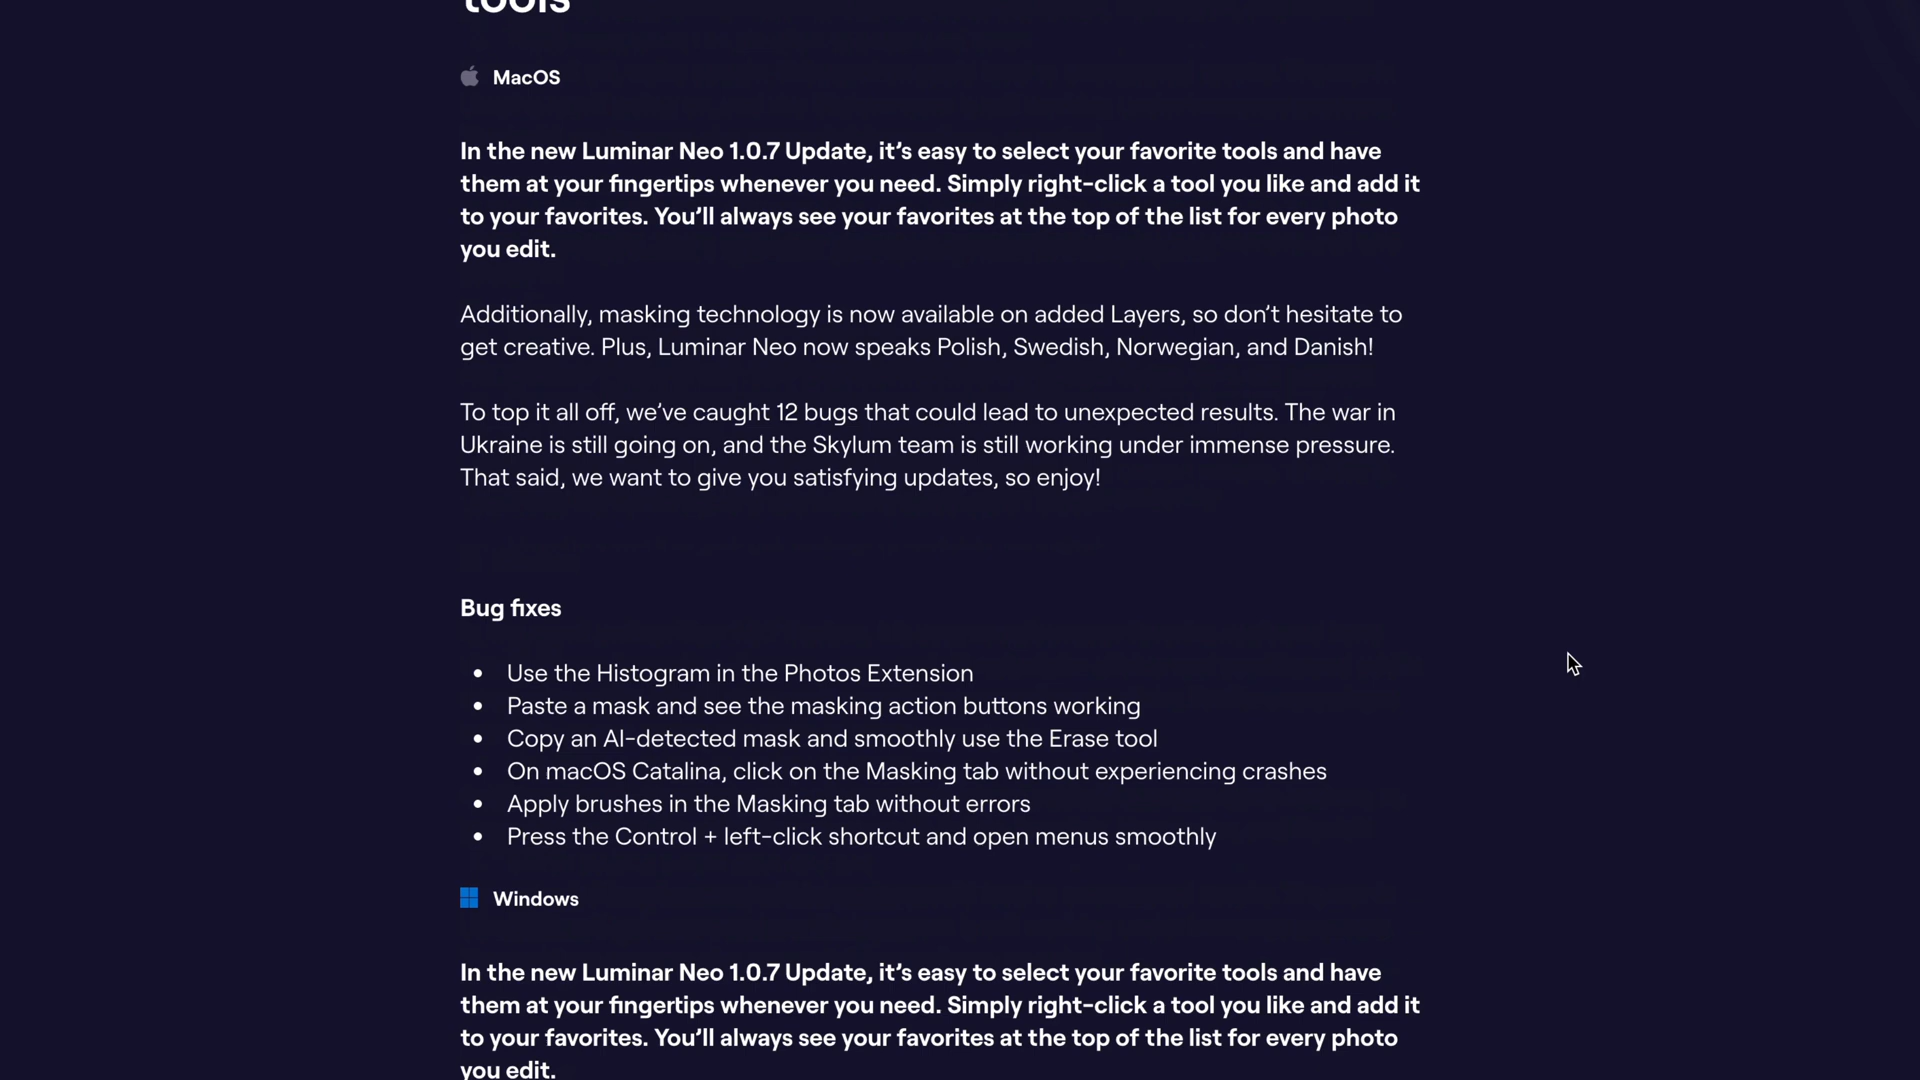 tools
MacOS
In the new Luminar Neo 1.0.7 Update, it’s easy to select your favorite tools and have
them at your fingertips whenever you need. Simply right-click a tool you like and add it
to your favorites. You’ll always see your favorites at the top of the list for every photo
you edit.
Additionally, masking technology is now available on added Layers, so don’t hesitate to
get creative. Plus, Luminar Neo now speaks Polish, Swedish, Norwegian, and Danish!
To top it all off, we’ve caught 12 bugs that could lead to unexpected results. The war in
Ukraine is still going on, and the Skylum team is still working under immense pressure.
That said, we want to give you satisfying updates, so enjoy!
Bug fixes
• Use the Histogram in the Photos Extension
• Paste a mask and see the masking action buttons working
• Copy an AI-detected mask and smoothly use the Erase tool
• On macOS Catalina, click on the Masking tab without experiencing crashes
• Apply brushes in the Masking tab without errors
• Press the Control + left-click shortcut and open menus smoothly
Windows
In the new Luminar Neo 1.0.7 Update, it’s easy to select your favorite tools and have
them at your fingertips whenever you need. Simply right-click a tool you like and add it
to your favorites. You’ll always see your favorites at the top of the list for every photo
you edit.